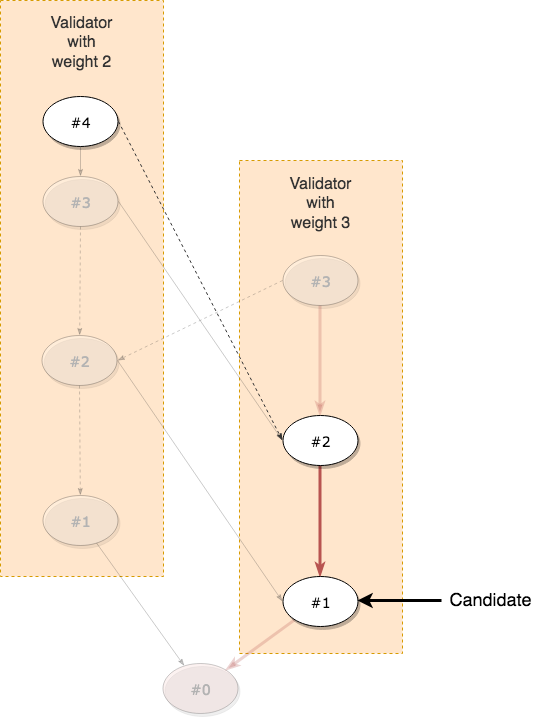 Validator
with
weight 2
#4
#3
#2
#1
Validator
with
weight 3
#3
#2
#1
Candidate
#0